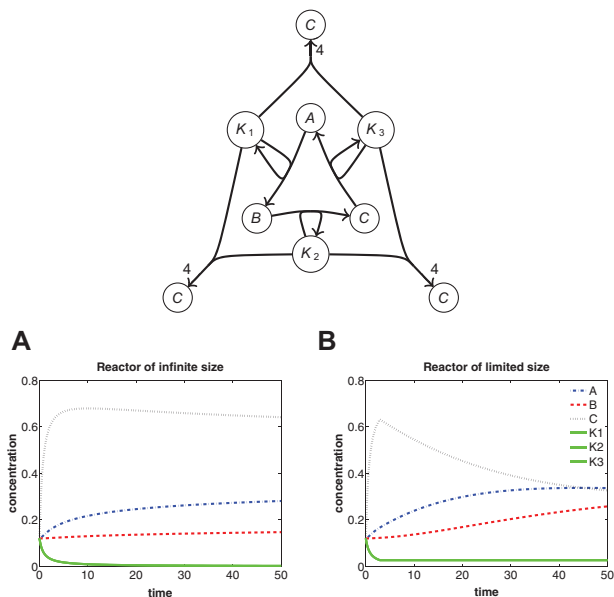 C
4
K1
A
K3
B
C
K2
4
4
C
C
A
B
Reactor of infinite size
Reactor of limited size
0.8
0.6
0.4
0.2
0
concentration
0
10
20
30
40
50
time
0.8
0.6
0.4
0.2
0
concentration
0
10
20
30
40
50
time
A
B
C
K1
K2
K3